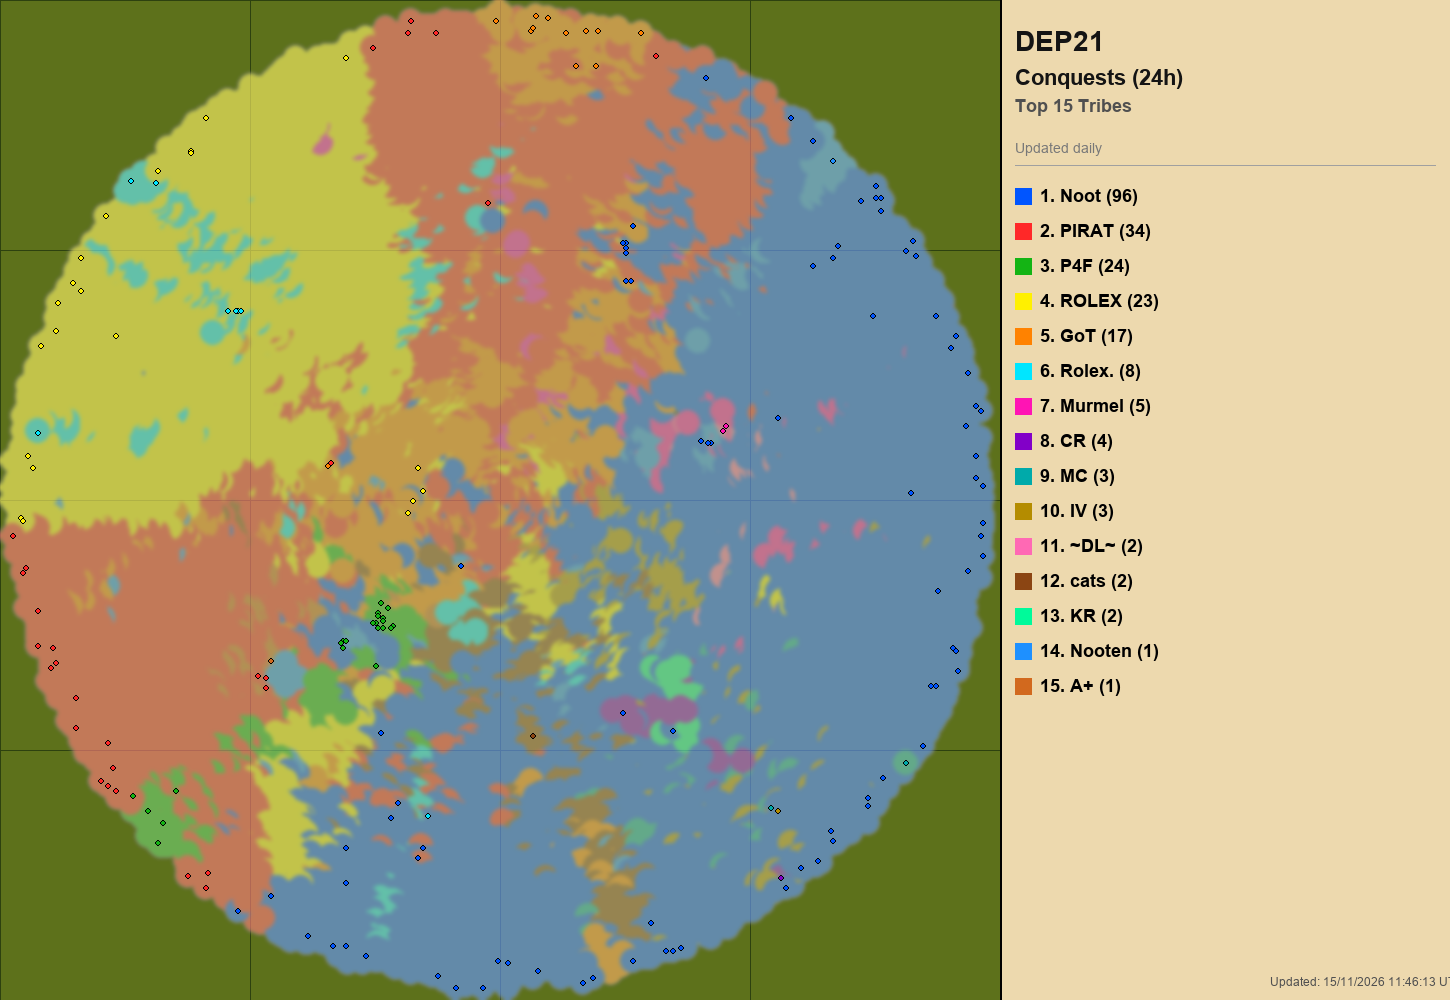 DEP21
Conquests (24h)
Top 15 Tribes
Updated daily
1. Noot (96)
2. PIRAT (34)
3. P4F (24)
4. ROLEX (23)
5. GoT (17)
6. Rolex. (8)
7. Murmel (5)
8. CR (4)
9. MC (3)
10. IV (3)
11. ~DL~ (2)
12. cats (2)
13. KR (2)
14. Nooten (1)
15. A+ (1)
Updated: 15/11/2026 11:46:13 U